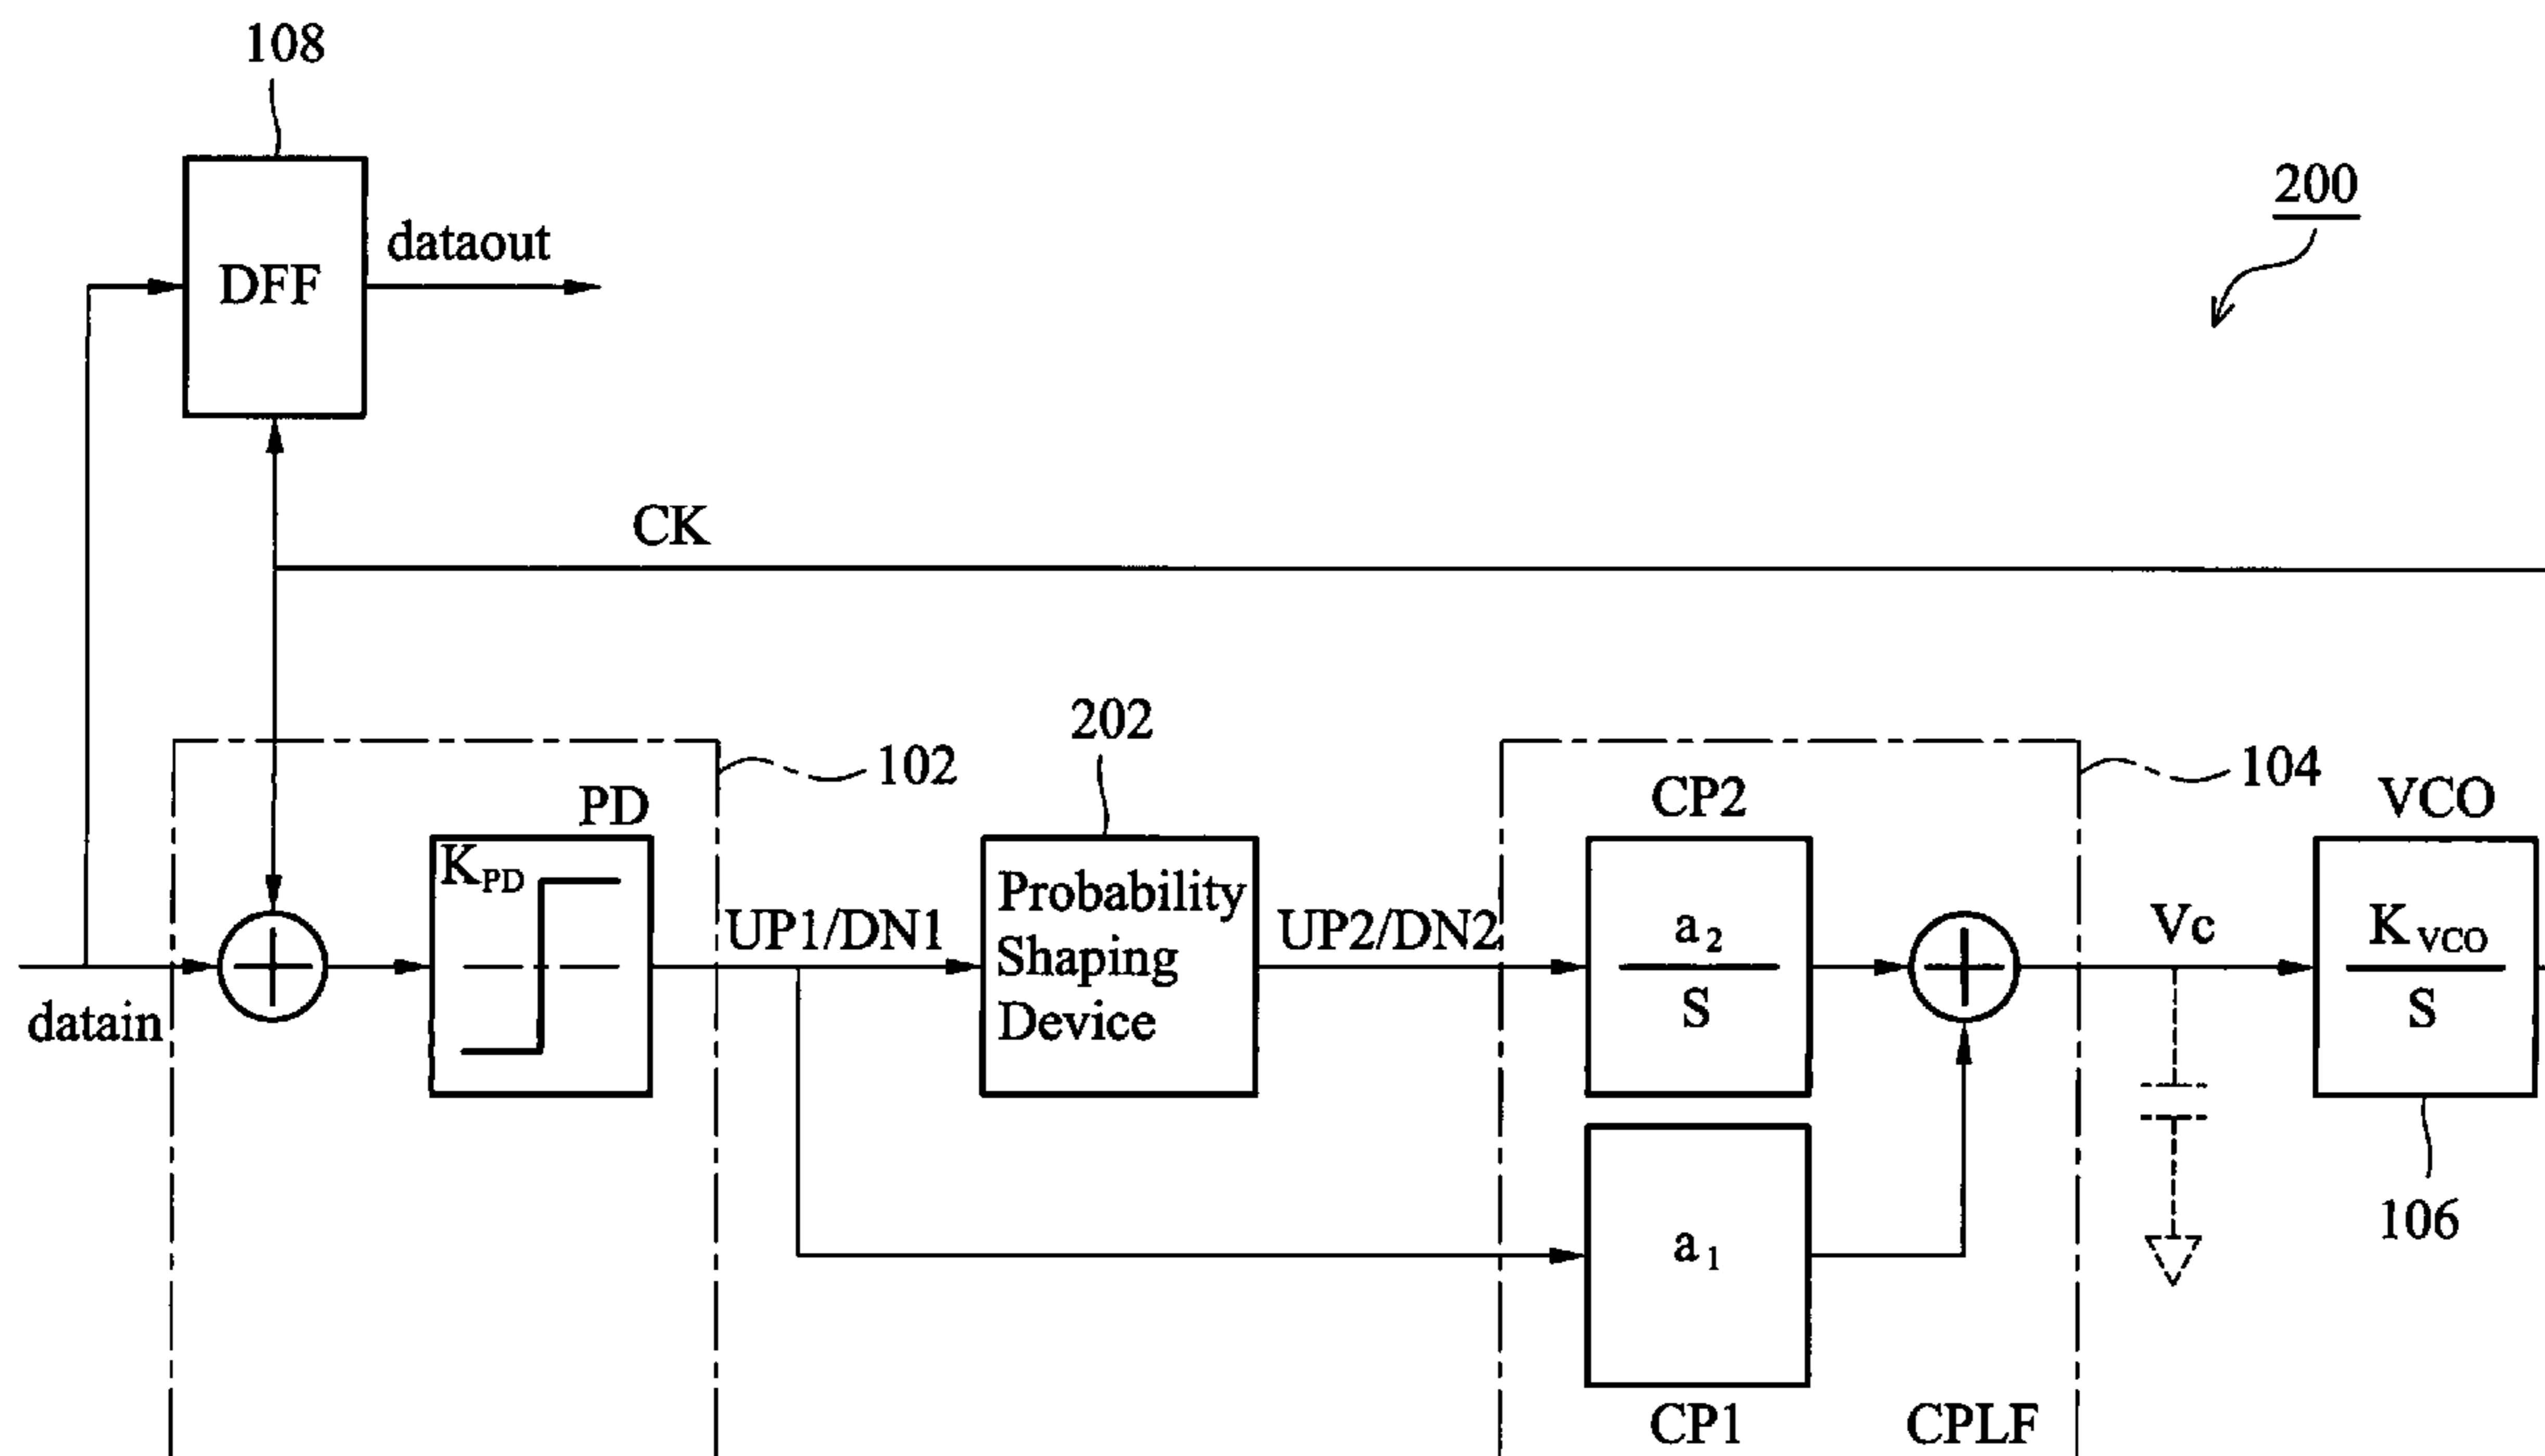 108
200
DFF
dataout
CK
202
102
104
PD
CP2
VCO
K_PD
UP1/DN1
Probability
Shaping
Device
UP2/DN2
a_2
S
Vc
K_VCO
S
datain
106
a_1
CP1
CPLF